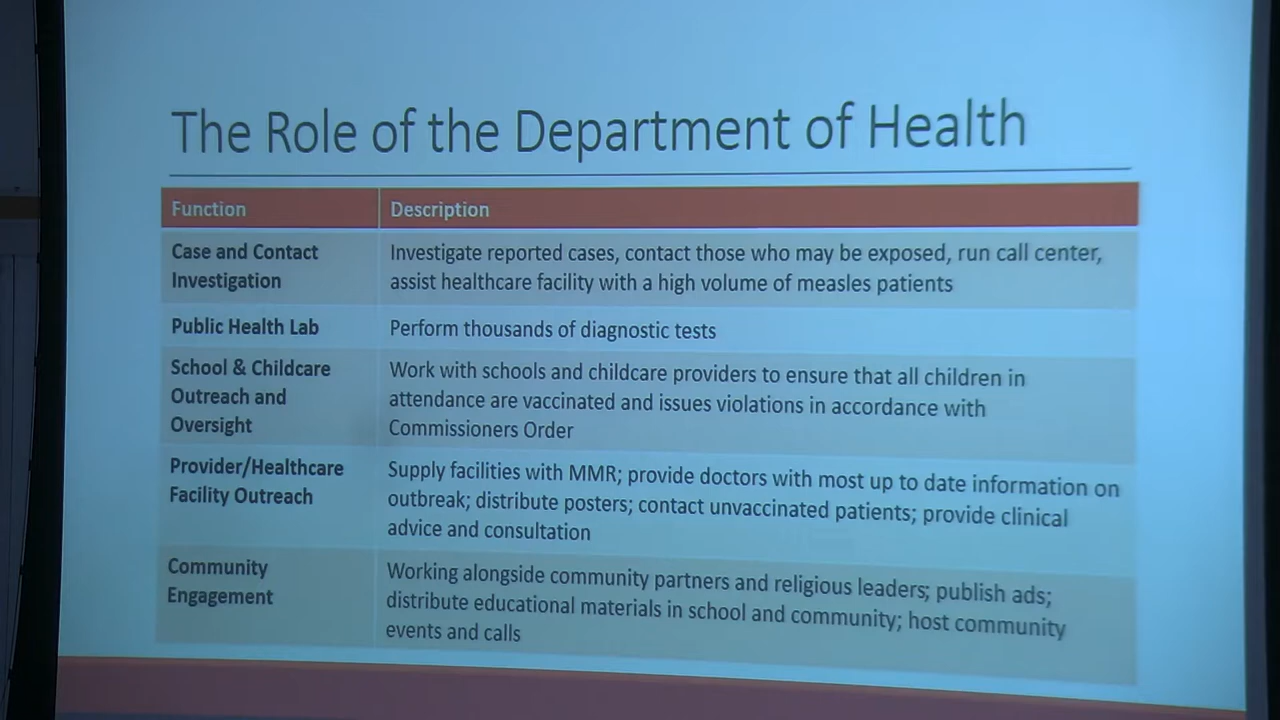 The Role of the Department of Health
Function
Description
Case and Contact
Investigation
Investigate reported cases, contact those who may be exposed, run call center,
assist healthcare facility with a high volume of measles patients
Public Health Lab
Perform thousands of diagnostic tests
School & Childcare
Outreach and
Oversight
Work with schools and childcare providers to ensure that all children in
attendance are vaccinated and issues violations in accordance with
Commissioners Order
Provider/Healthcare
Facility Outreach
Supply facilities with MMR; provide doctors with most up to date information on
outbreak; distribute posters; contact unvaccinated patients; provide clinical
advice and consultation
Community
Engagement
Working alongside community partners and religious leaders; publish ads;
distribute educational materials in school and community; host community
events and calls